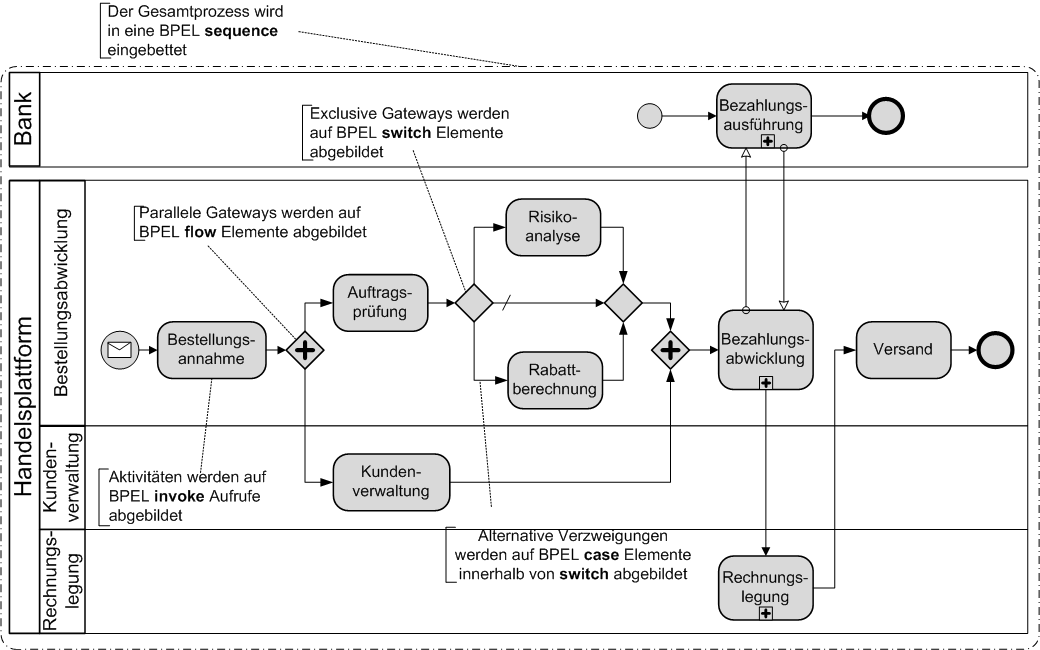 Der Gesamtprozess wird
in eine BPEL sequence
eingebettet
Bank
Exclusive Gateways werden
auf BPEL switch Elemente
abgebildet
Bezahlungs-
ausführung
Handelsplattform
Bestellungsabwicklung
Parallele Gateways werden auf
BPEL flow Elemente abgebildet
Risiko-
analyse
Auftrags-
prüfung
Bestellungs-
annahme
Rabatt-
berechnung
Bezahlungs-
abwicklung
Versand
Kunden-
verwaltung
Aktivitäten werden auf
BPEL invoke Aufrufe
abgebildet
Kunden-
verwaltung
Alternative Verzweigungen
werden auf BPEL case Elemente
innerhalb von switch abgebildet
Rechnungs-
legung
Rechnungs-
legung